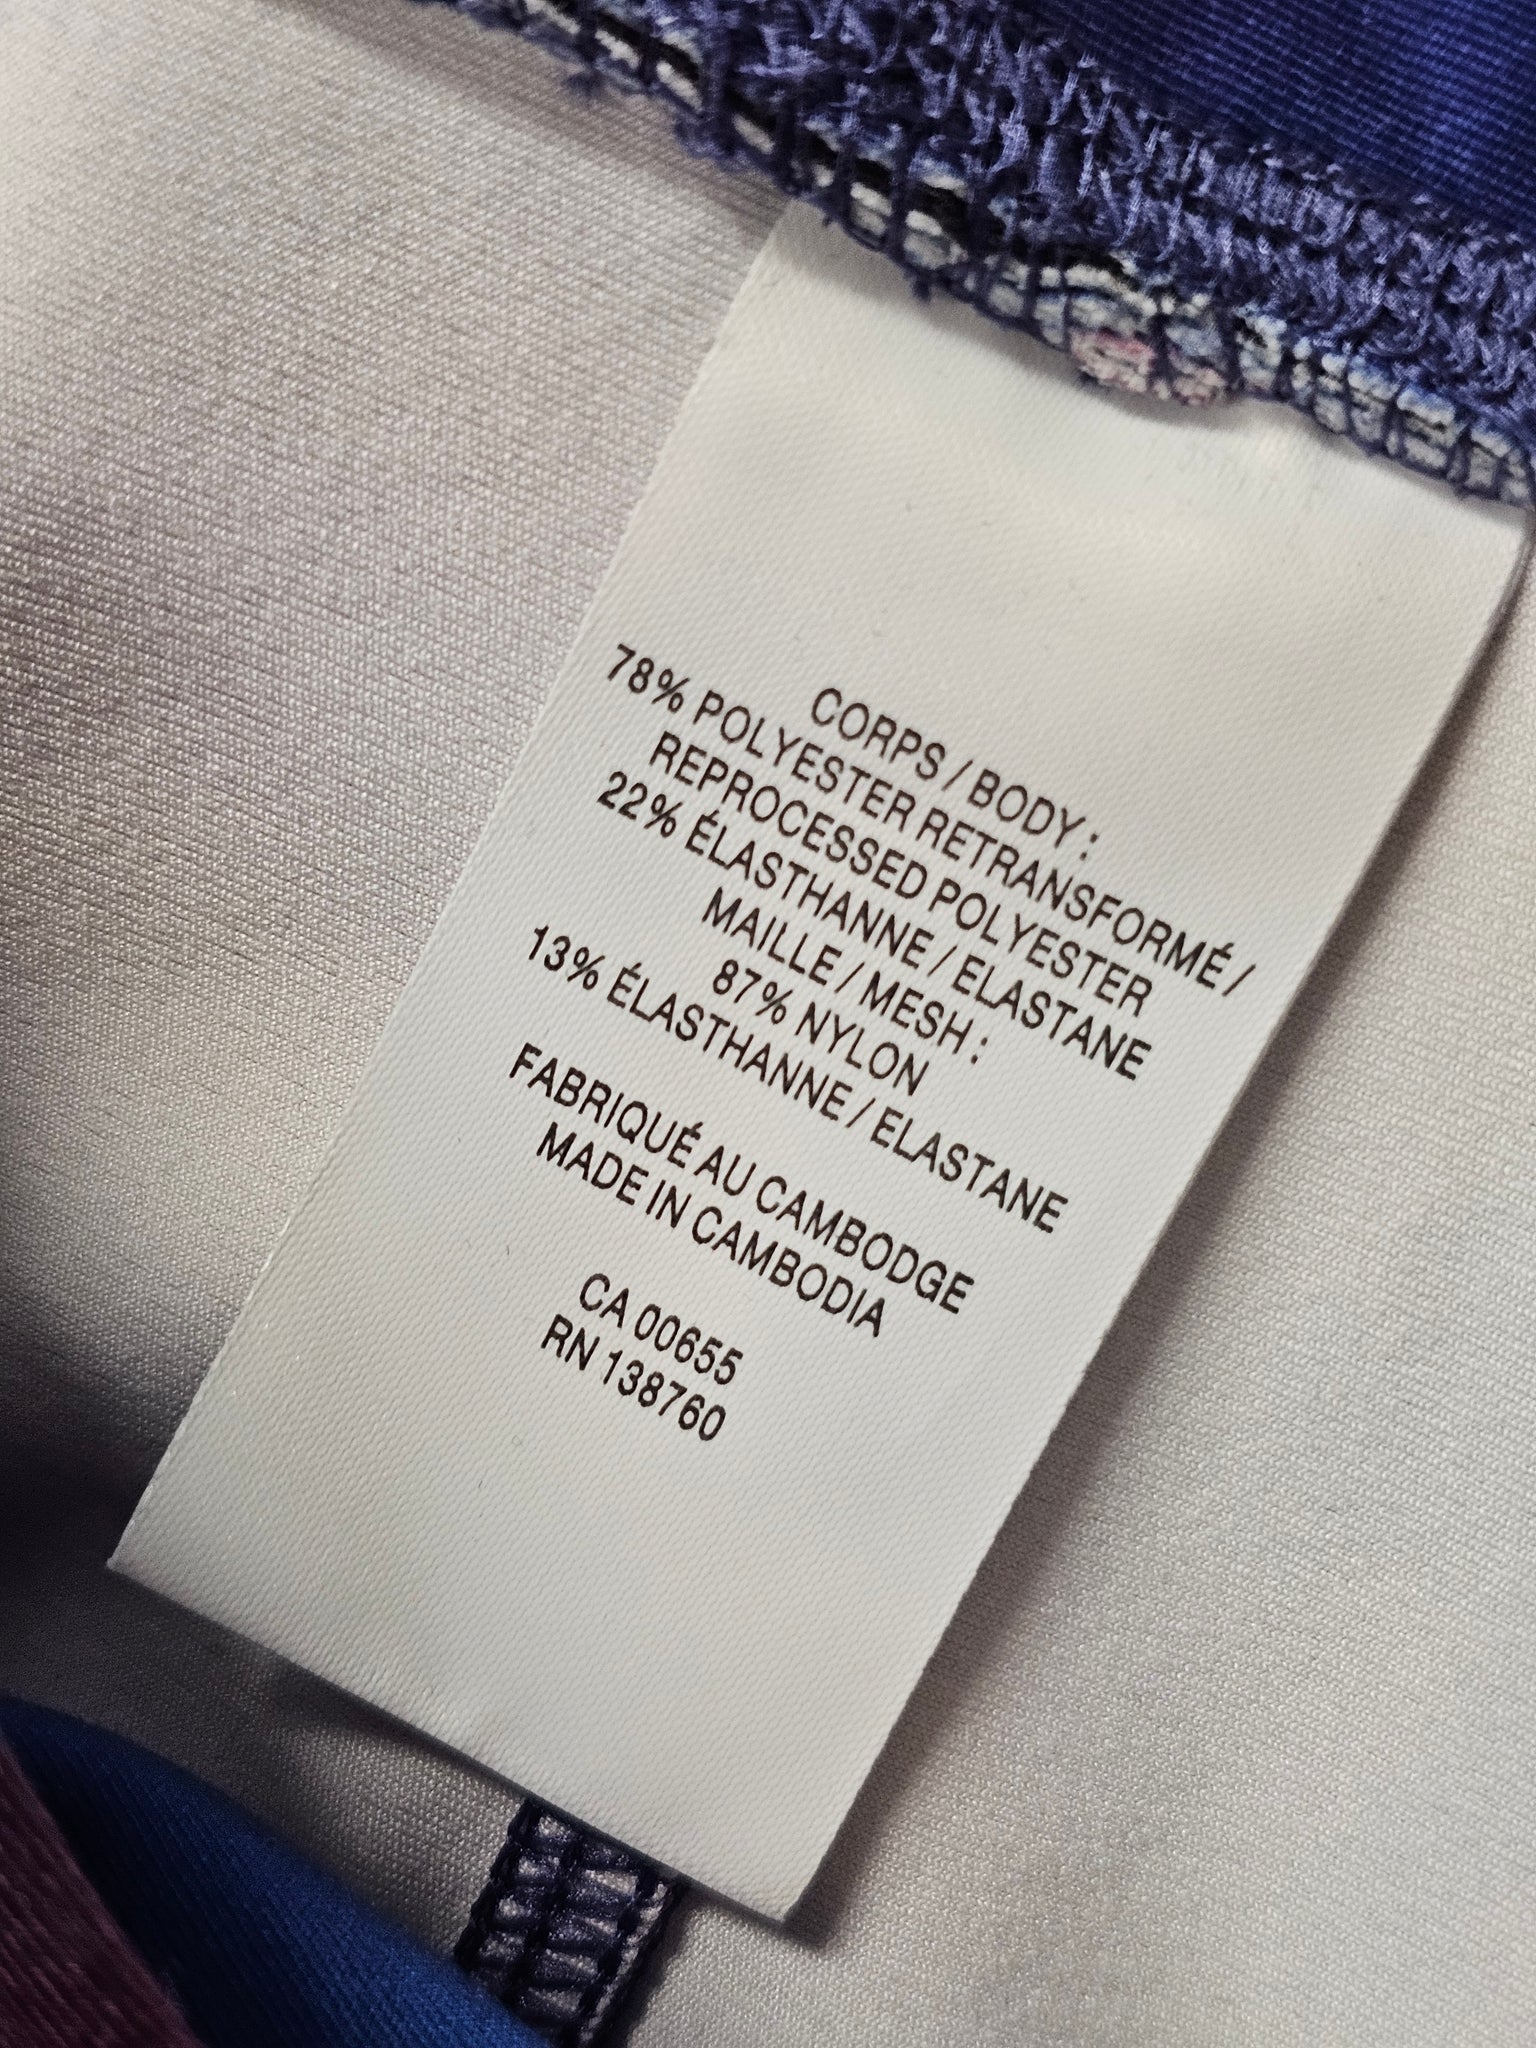 CORPS / BODY :
78% POLYESTER RETRANSFORMÉ /
REPROCESSED POLYESTER
22% ÉLASTHANNE / ELASTANE
MAILLE / MESH :
87% NYLON
13% ÉLASTHANNE / ELASTANE
FABRIQUÉ AU CAMBODGE
MADE IN CAMBODIA
CA 00655
RN 138760